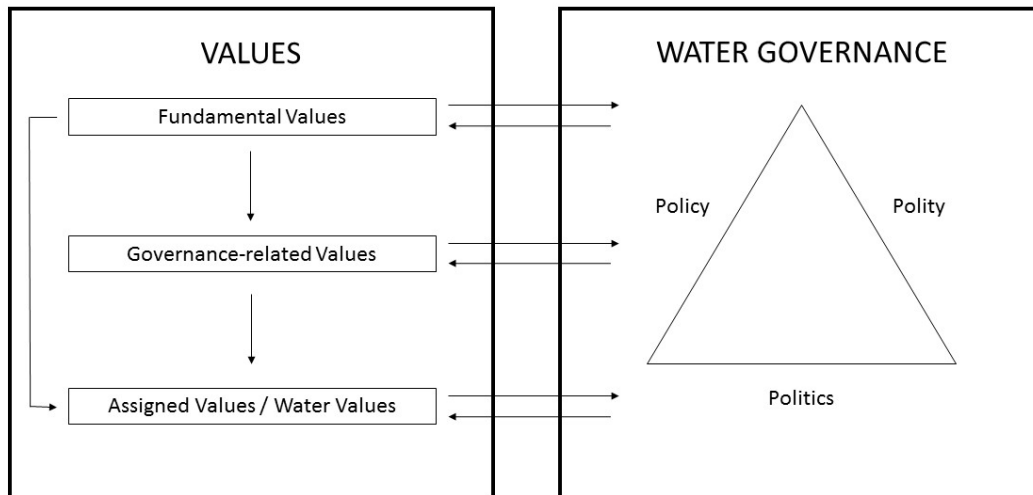 VALUES
Fundamental Values
Governance-related Values
Assigned Values / Water Values
WATER GOVERNANCE
Policy
Polity
Politics